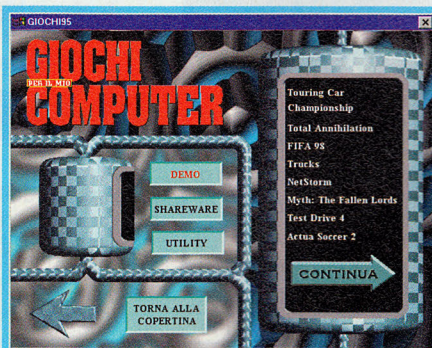 GIOCHI95
GIOCHI
PER IL MIO
COMPUTER
DEMO
SHAREWARE
UTILITY
TORNA ALLA
COPERTINA
Touring Car
Championship
Total Annihilation
FIFA 98
Trucks
NetStorm
Myth: The Fallen Lords
Test Drive 4
Actua Soccer 2
CONTINUA